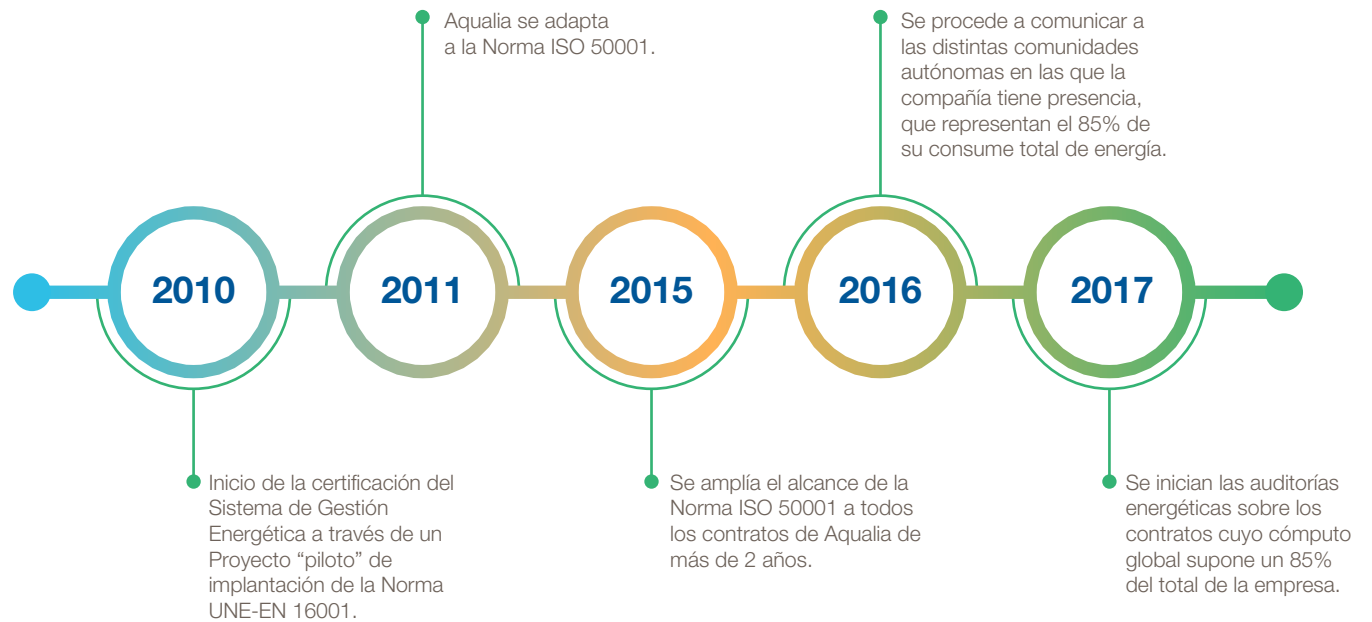 Aqualia se adapta
a la Norma ISO 50001.
Se procede a comunicar a
las distintas comunidades
autónomas en las que la
compañía tiene presencia,
que representan el 85% de
su consume total de energía.
2010
2011
2015
2016
2017
Inicio de la certificación del
Sistema de Gestión
Energética a través de un
Proyecto “piloto” de
implantación de la Norma
UNE-EN 16001.
Se amplía el alcance de la
Norma ISO 50001 a todos
los contratos de Aqualia de
más de 2 años.
Se inician las auditorías
energéticas sobre los
contratos cuyo cómputo
global supone un 85%
del total de la empresa.